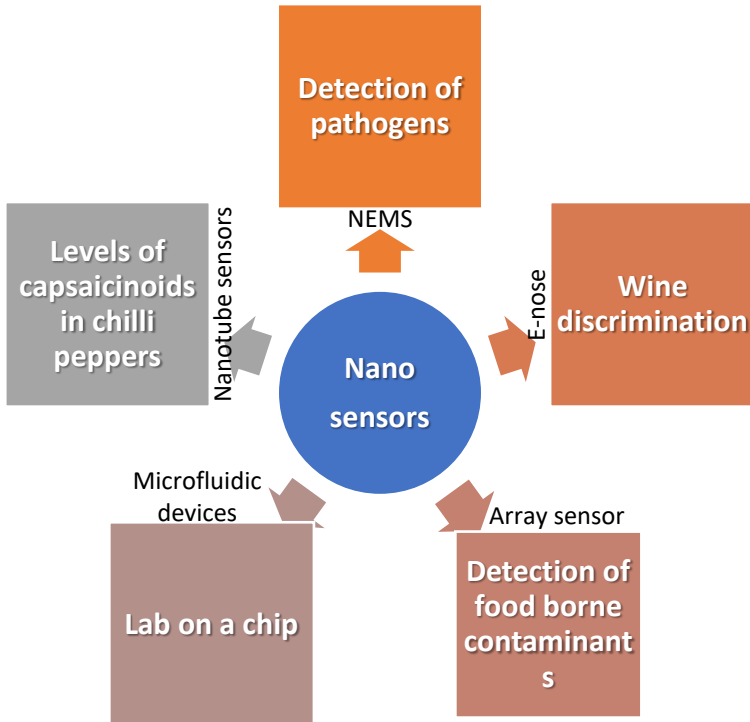 Detection of
pathogens
NEMS
Levels of
capsaicinoids
in chilli
peppers
Nanotube sensors
Nano
sensors
E-nose
Wine
discrimination
Microfluidic
devices
Lab on a chip
Array sensor
Detection of
food borne
contaminant
s